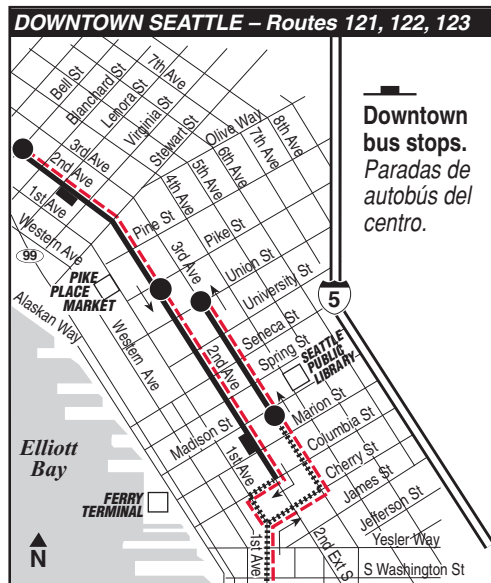 DOWNTOWN SEATTLE – Routes 121, 122, 123
Downtown
bus stops.
Paradas de
autobús del
centro.
Bell St
Blanchard St
Lenora St
Virginia St
Stewart St
7th Ave
Olive Way
8th Ave
7th Ave
6th Ave
5th Ave
4th Ave
3rd Ave
2nd Ave
1st Ave
Western Ave
99
Pine St
Pike St
3rd Ave
Union St
University St
PIKE
PLACE
MARKET
Alaskan Way
Western Ave
2nd Ave
Seneca St
Spring St
SEATTLE
PUBLIC
LIBRARY
5
Madison St
Marion St
Columbia St
Cherry St
James St
Jefferson St
1st Ave
Elliott
Bay
FERRY
TERMINAL
Yesler Way
1st Ave
2nd Ext S
S Washington St
N